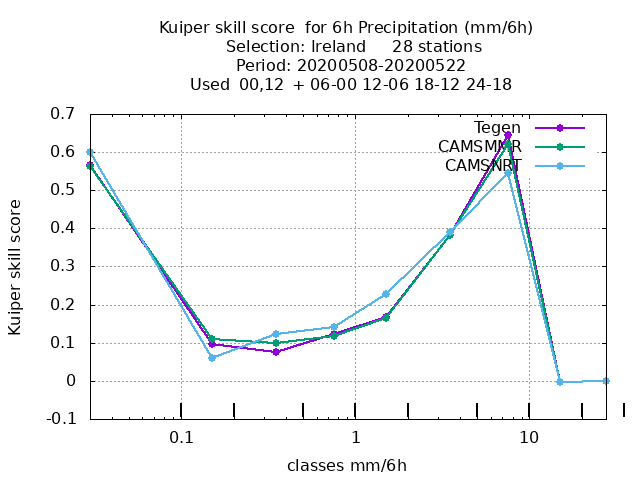 Kuiper skill score  for 6h Precipitation (mm/6h)
Selection: Ireland     28 stations
Period: 20200508-20200522
Used  00,12  + 06-00 12-06 18-12 24-18
0.7
0.6
0.5
0.4
0.3
0.2
0.1
0
-0.1
Kuiper skill score
Tegen
CAMSMMR
CAMSNRT
0.1
1
10
classes mm/6h